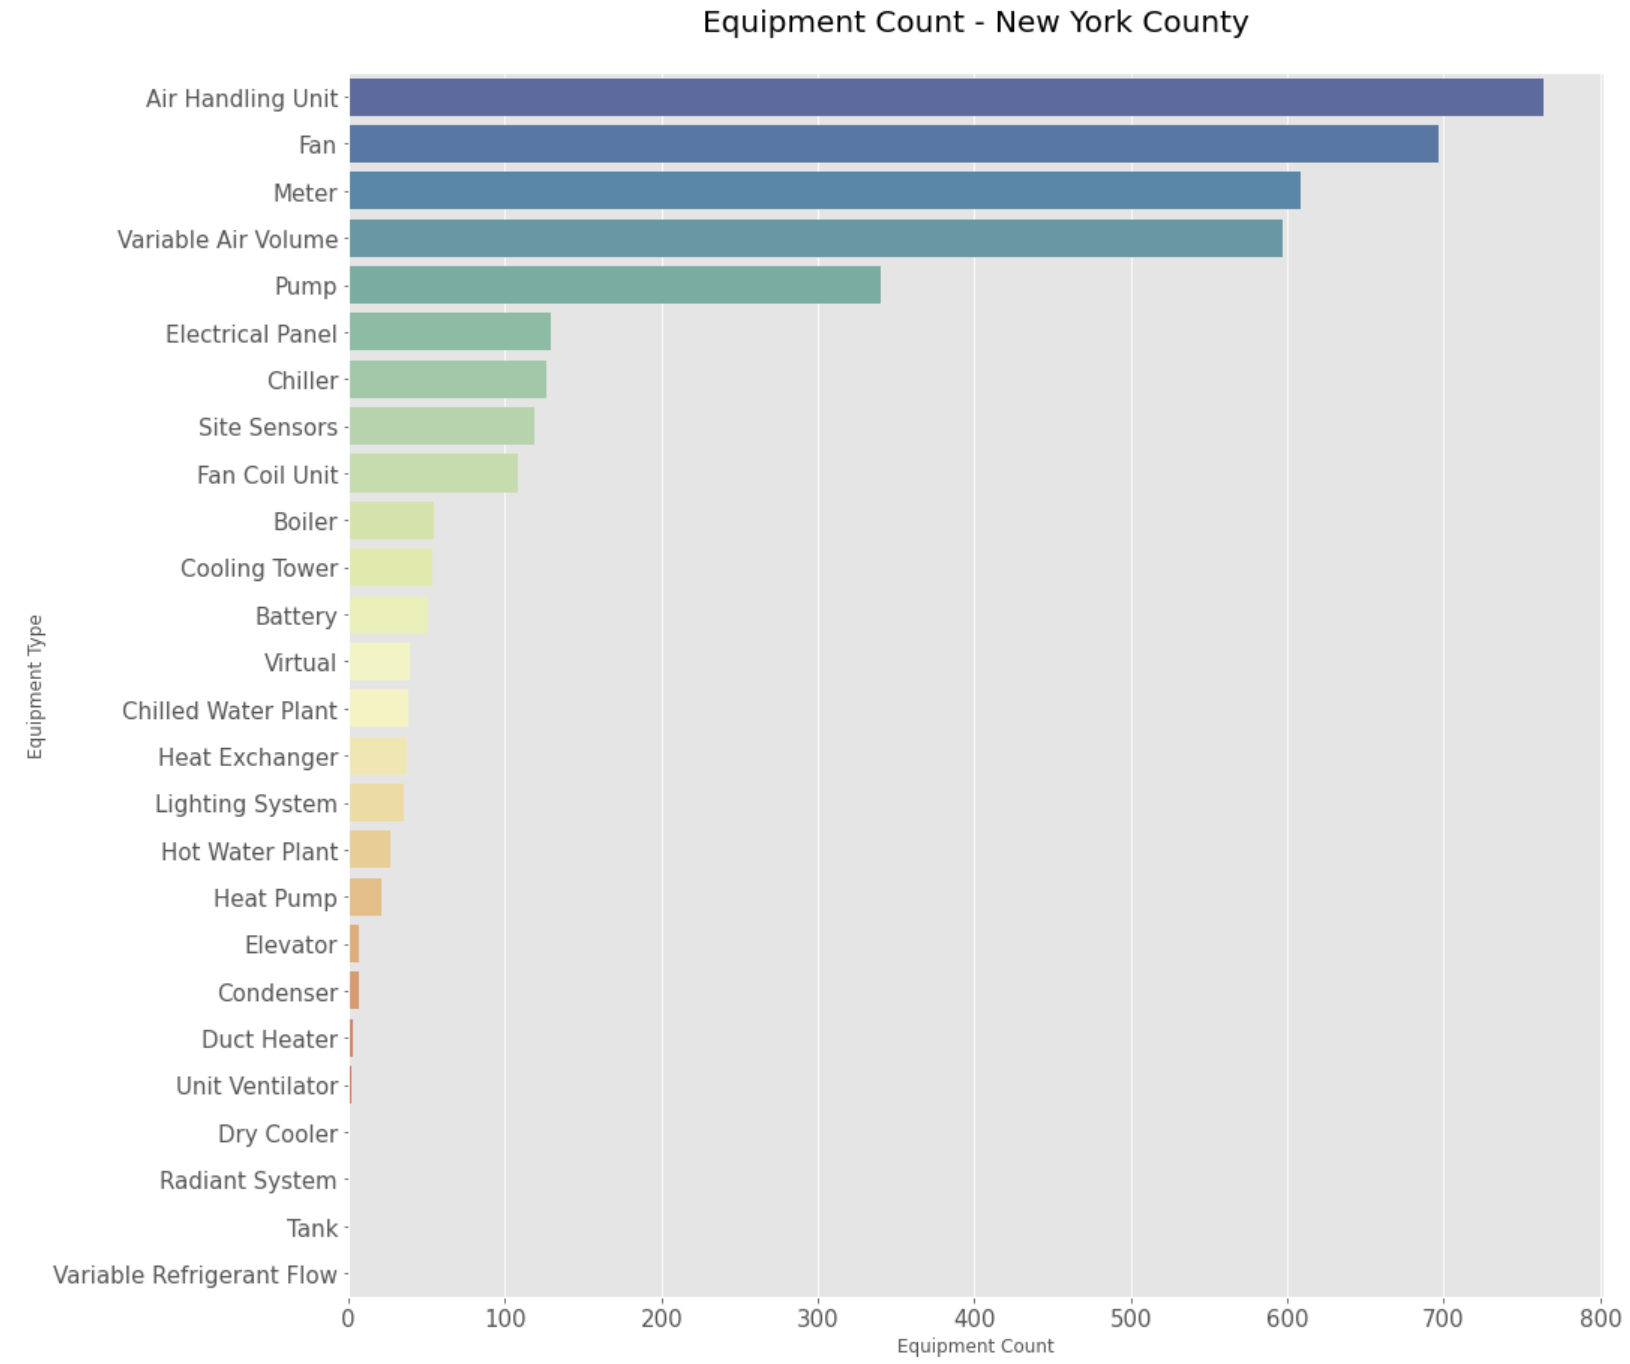 Equipment Count - New York County
Air Handling Unit
Fan
Meter
Variable Air Volume
Pump
Electrical Panel
Chiller
Site Sensors
Fan Coil Unit
Boiler
Cooling Tower
Battery
Virtual
Chilled Water Plant
Heat Exchanger
Lighting System
Hot Water Plant
Heat Pump
Elevator
Condenser
Duct Heater
Unit Ventilator
Dry Cooler
Radiant System
Tank
Variable Refrigerant Flow
Equipment Type
0 100 200 300 400 500 600 700 800
Equipment Count